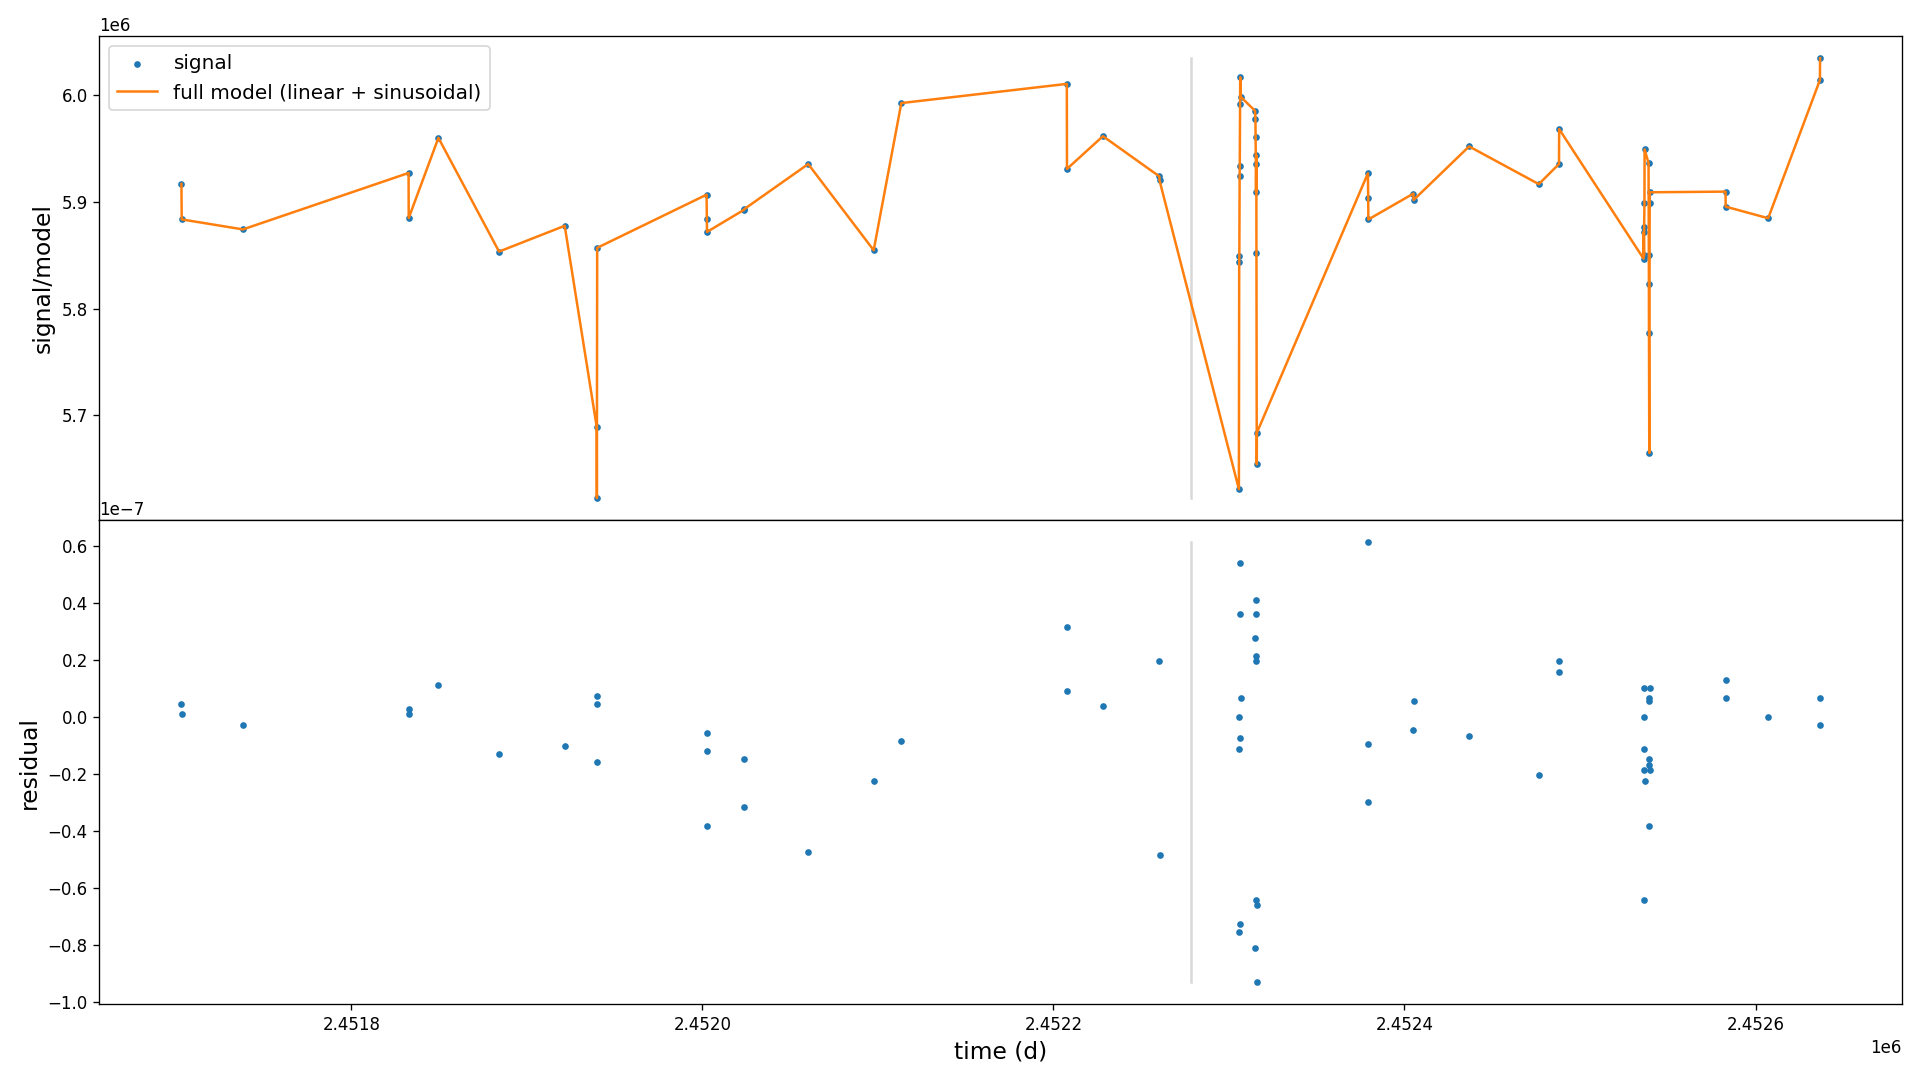 1e6
signal
full model (linear + sinusoidal)
6.0
5.9
5.8
5.7
signal/model
1e−7
0.6
0.4
0.2
0.0
−0.2
−0.4
−0.6
−0.8
−1.0
residual
2.4518
2.4520
2.4522
2.4524
2.4526
time (d)
1e6